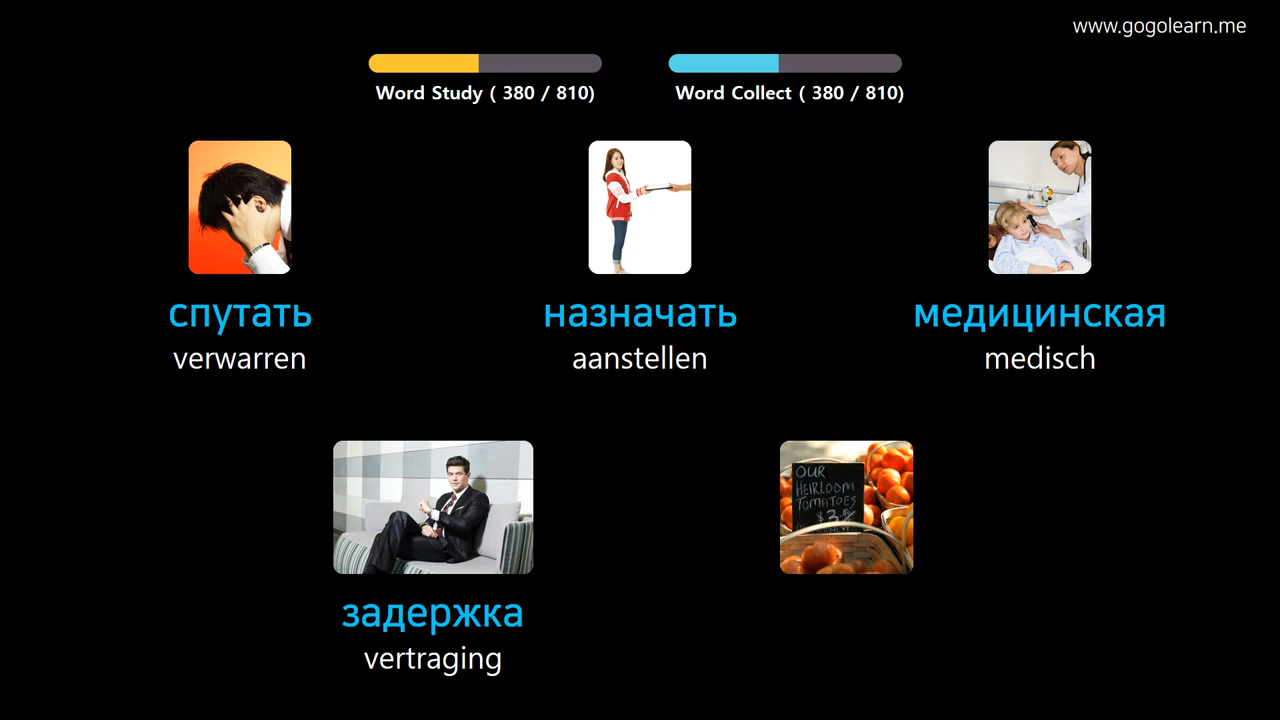 www.gogolearn.me
Word Study ( 380 / 810)
Word Collect ( 380 / 810)
спутать
verwarren
назначать
aanstellen
медицинская
medisch
OUR
HEIRLOOM
TOMATOES
задержка
vertraging